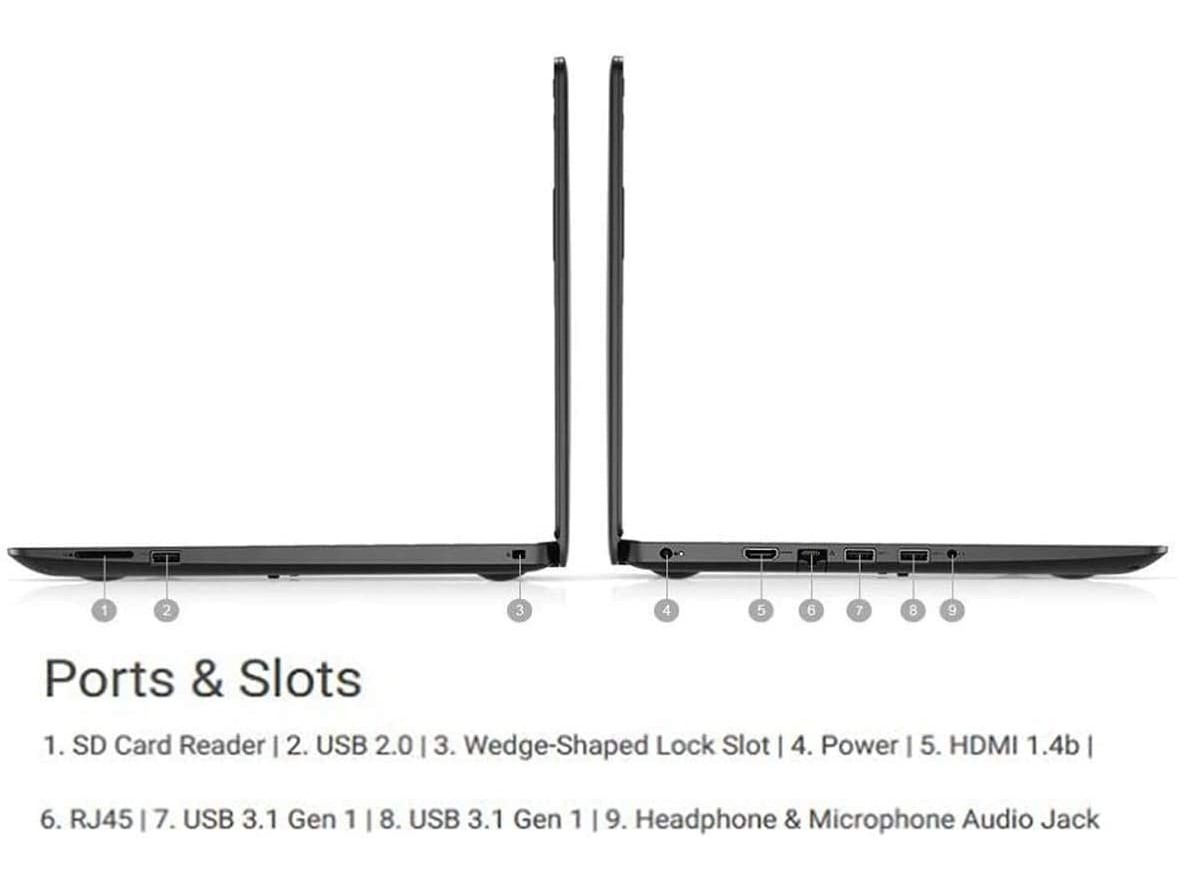 1 2 3 4 5 6 7 8 9
Ports & Slots
1. SD Card Reader | 2. USB 2.0 | 3. Wedge-Shaped Lock Slot | 4. Power | 5. HDMI 1.4b |
6. RJ45 | 7. USB 3.1 Gen 1 | 8. USB 3.1 Gen 1 | 9. Headphone & Microphone Audio Jack